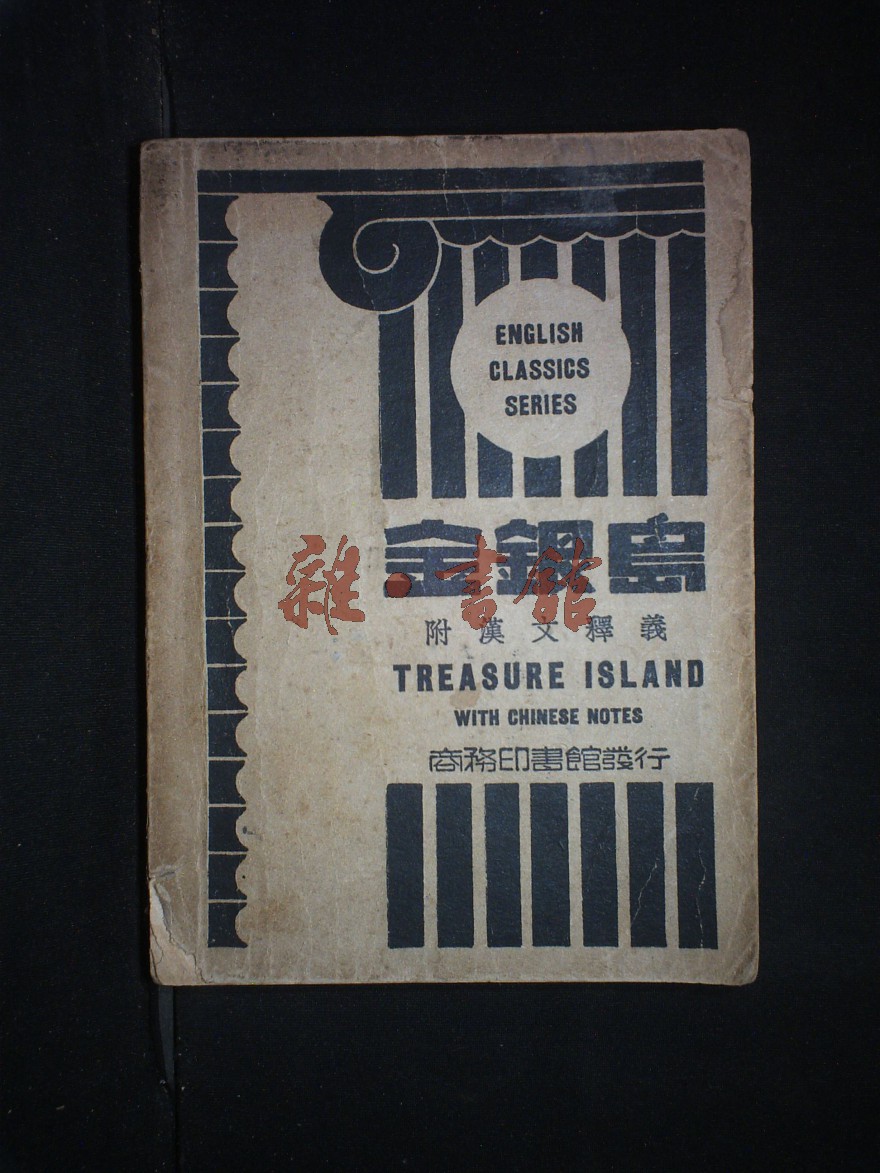 ENGLISH
CLASSICS
SERIES
金銀島
雜·書館
附漢文釋義
TREASURE ISLAND
WITH CHINESE NOTES
商務印書館發行